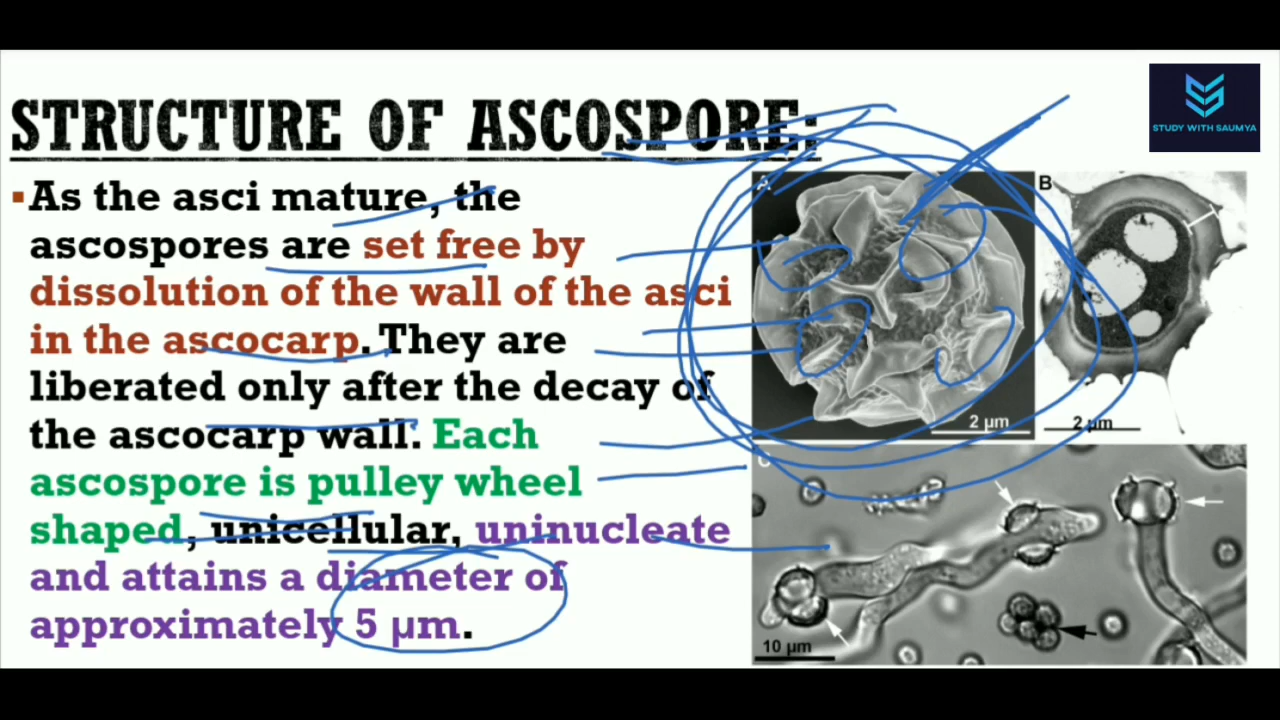 STUDY WITH SAUMYA
STRUCTURE OF ASCOSPORE:
▪As the asci mature, the
ascospores are set free by
dissolution of the wall of the asci
in the ascocarp. They are
liberated only after the decay of
the ascocarp wall. Each
ascospore is pulley wheel
shaped, unicellular, uninucleate
and attains a diameter of
approximately 5 µm.
A
2 µm
B
2 µm
C
10 µm